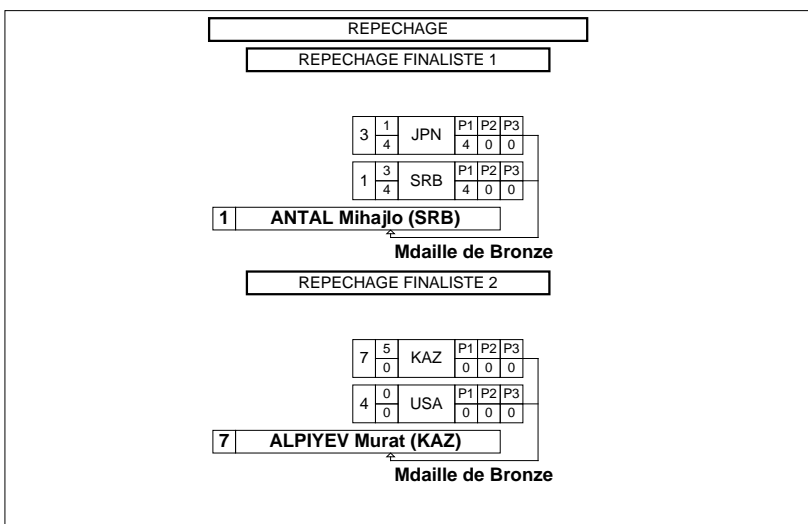 REPECHAGE
REPECHAGE FINALISTE 1
3 1 JPN P1 P2 P3
4 4 0 0
1 3 SRB P1 P2 P3
4 4 0 0
1 ANTAL Mihajlo (SRB)
Mdaille de Bronze
REPECHAGE FINALISTE 2
7 5 KAZ P1 P2 P3
0 0 0 0
4 0 USA P1 P2 P3
0 0 0 0
7 ALPIYEV Murat (KAZ)
Mdaille de Bronze